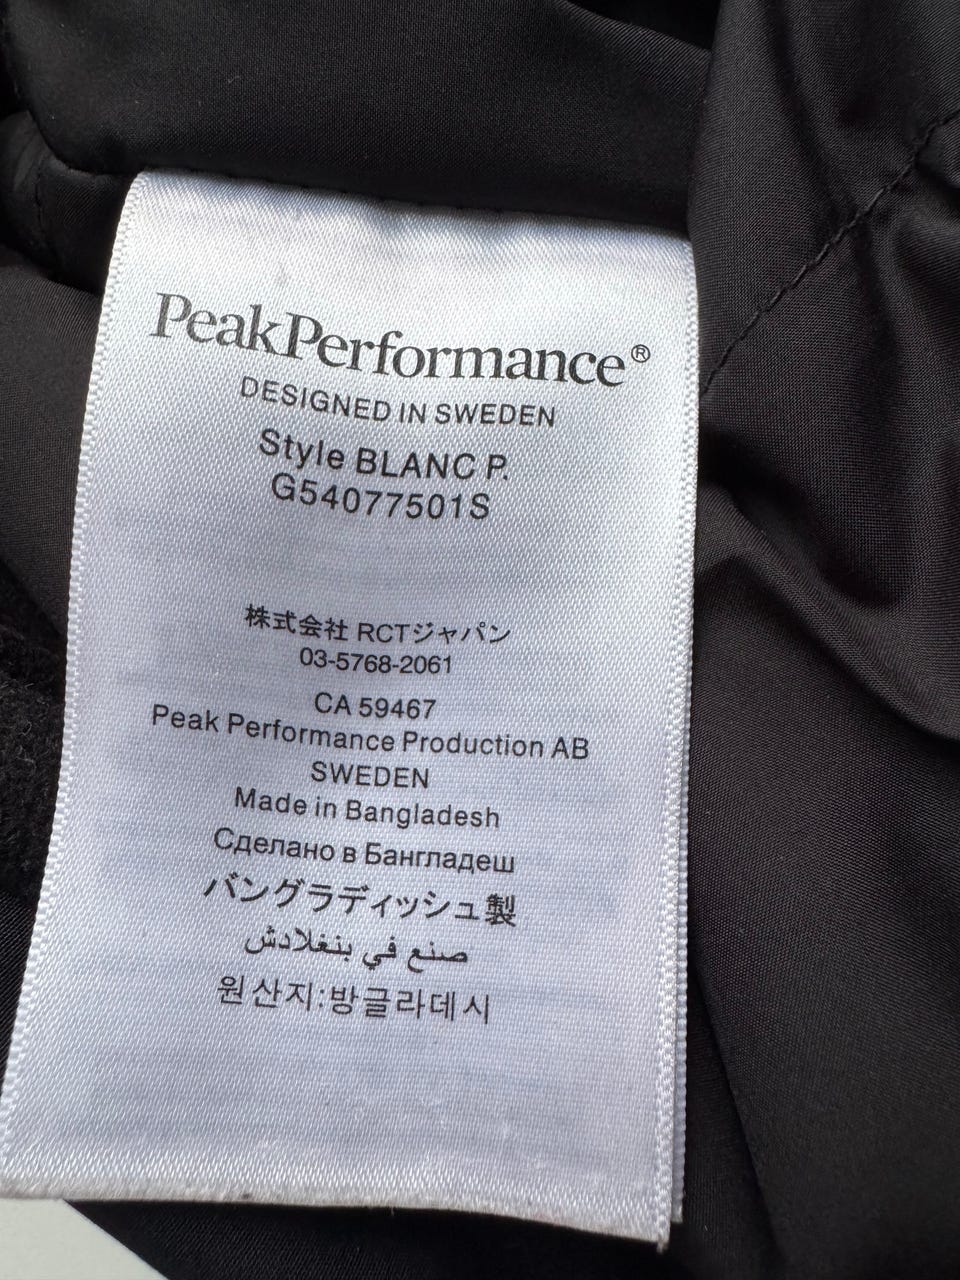 PeakPerformance®
DESIGNED IN SWEDEN
Style BLANC P.
G54077501S
株式会社 RCTジャパン
03-5768-2061
CA 59467
Peak Performance Production AB
SWEDEN
Made in Bangladesh
Сделано в Бангладеш
バングラディッシュ製
صنع في بنغلادش
원산지:방글라데시